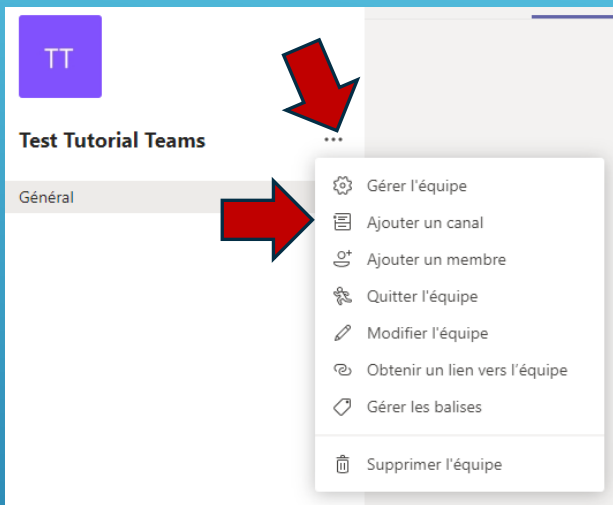 TT
Test Tutorial Teams
...
Général
Gérer l'équipe
Ajouter un canal
Ajouter un membre
Quitter l'équipe
Modifier l'équipe
Obtenir un lien vers l'équipe
Gérer les balises
Supprimer l'équipe